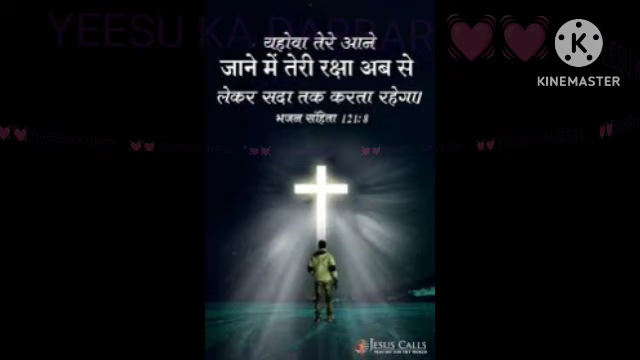 YEESU KA DARBAR
यहोवा तेरे आने
जाने में तेरी रक्षा अब से
लेकर सदा तक करता रहेगा।
भजन संहिता 121:8
KINEMASTER
JESUS CALLS